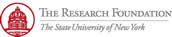 The Research Foundation
The State University of New York